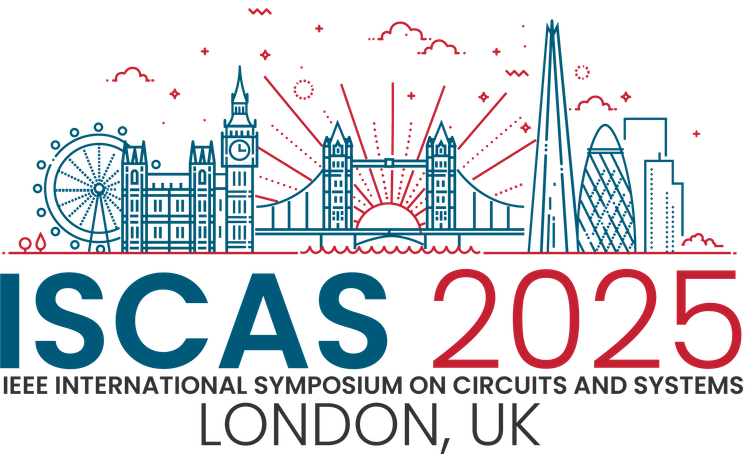 ISCAS 2025
IEEE INTERNATIONAL SYMPOSIUM ON CIRCUITS AND SYSTEMS
LONDON, UK